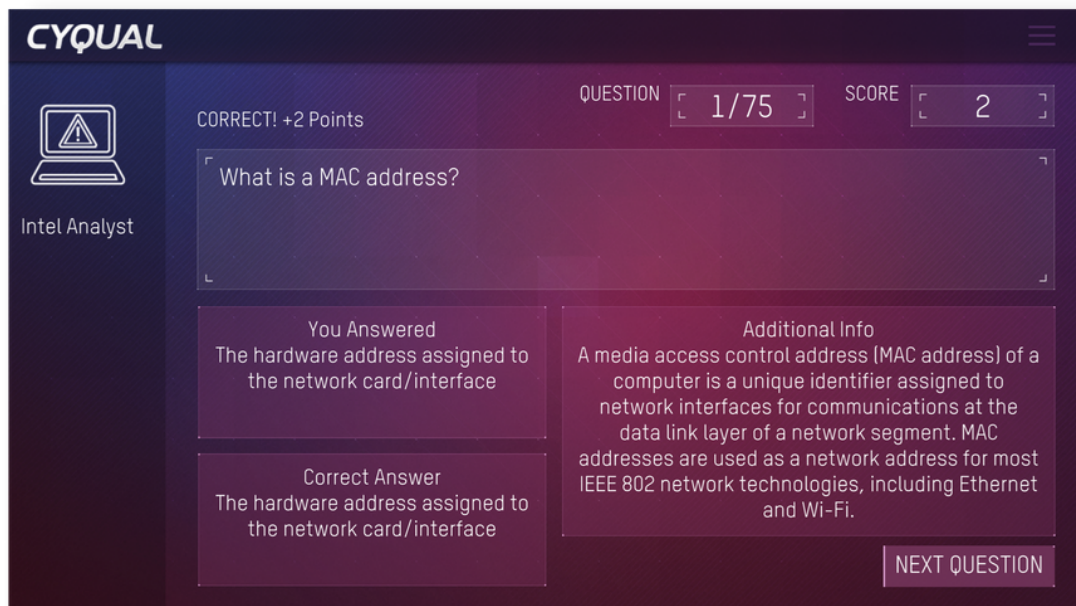 CYQUAL
Intel Analyst
CORRECT! +2 Points
QUESTION
1/75
SCORE
2
What is a MAC address?
You Answered
The hardware address assigned to
the network card/interface
Correct Answer
The hardware address assigned to
the network card/interface
Additional Info
A media access control address (MAC address) of a
computer is a unique identifier assigned to
network interfaces for communications at the
data link layer of a network segment. MAC
addresses are used as a network address for most
IEEE 802 network technologies, including Ethernet
and Wi-Fi.
NEXT QUESTION